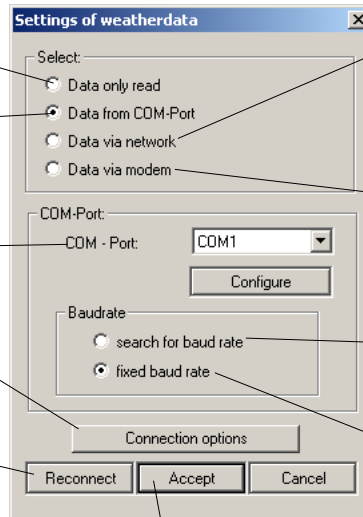 Settings of weatherdata
Select:
Data only read
Data from COM-Port
Data via network
Data via modem
COM-Port:
COM - Port: COM1
Configure
Baudrate
search for baud rate
fixed baud rate
Connection options
Reconnect Accept Cancel